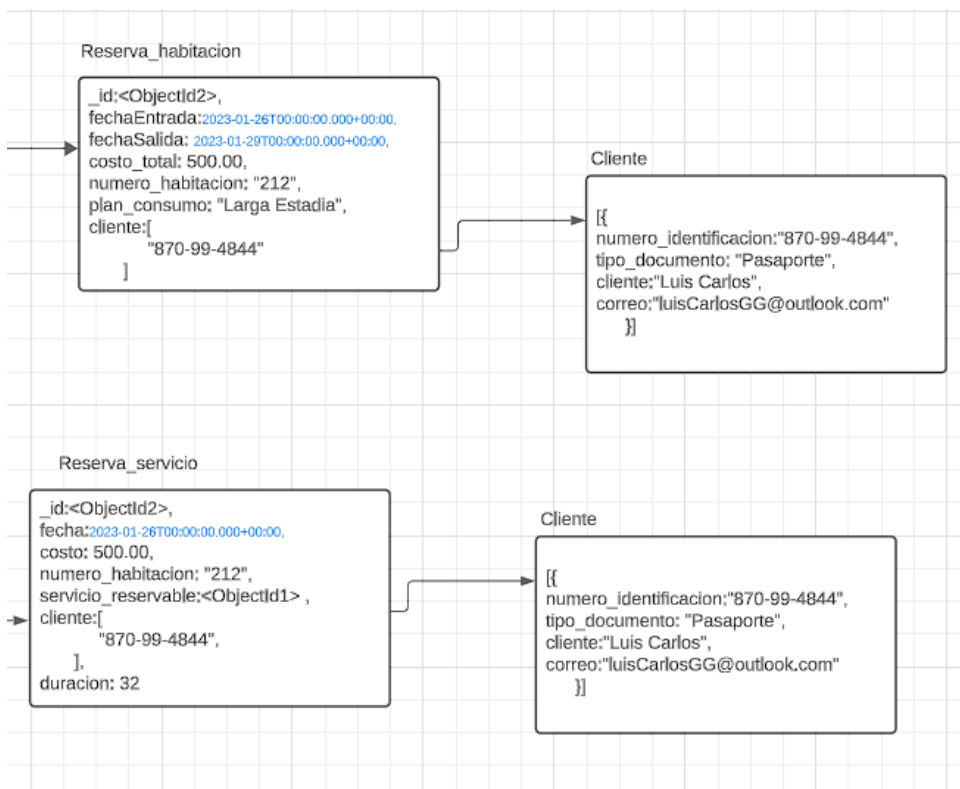 Reserva_habitacion
_id:<ObjectId2>,
fechaEntrada:2023-01-26T00:00:00.000+00:00,
fechaSalida: 2023-01-29T00:00:00.000+00:00,
costo_total: 500.00,
numero_habitacion: "212",
plan_consumo: "Larga Estadia",
cliente:[
"870-99-4844"
]
Cliente
[{
numero_identificacion:"870-99-4844",
tipo_documento: "Pasaporte",
cliente:"Luis Carlos",
correo:"luisCarlosGG@outlook.com"
}]
Reserva_servicio
_id:<ObjectId2>,
fecha:2023-01-26T00:00:00.000+00:00,
costo: 500.00,
numero_habitacion: "212",
servicio_reservable:<ObjectId1> ,
cliente:[
"870-99-4844",
],
duracion: 32
Cliente
[{
numero_identificacion:"870-99-4844",
tipo_documento: "Pasaporte",
cliente:"Luis Carlos",
correo:"luisCarlosGG@outlook.com"
}]